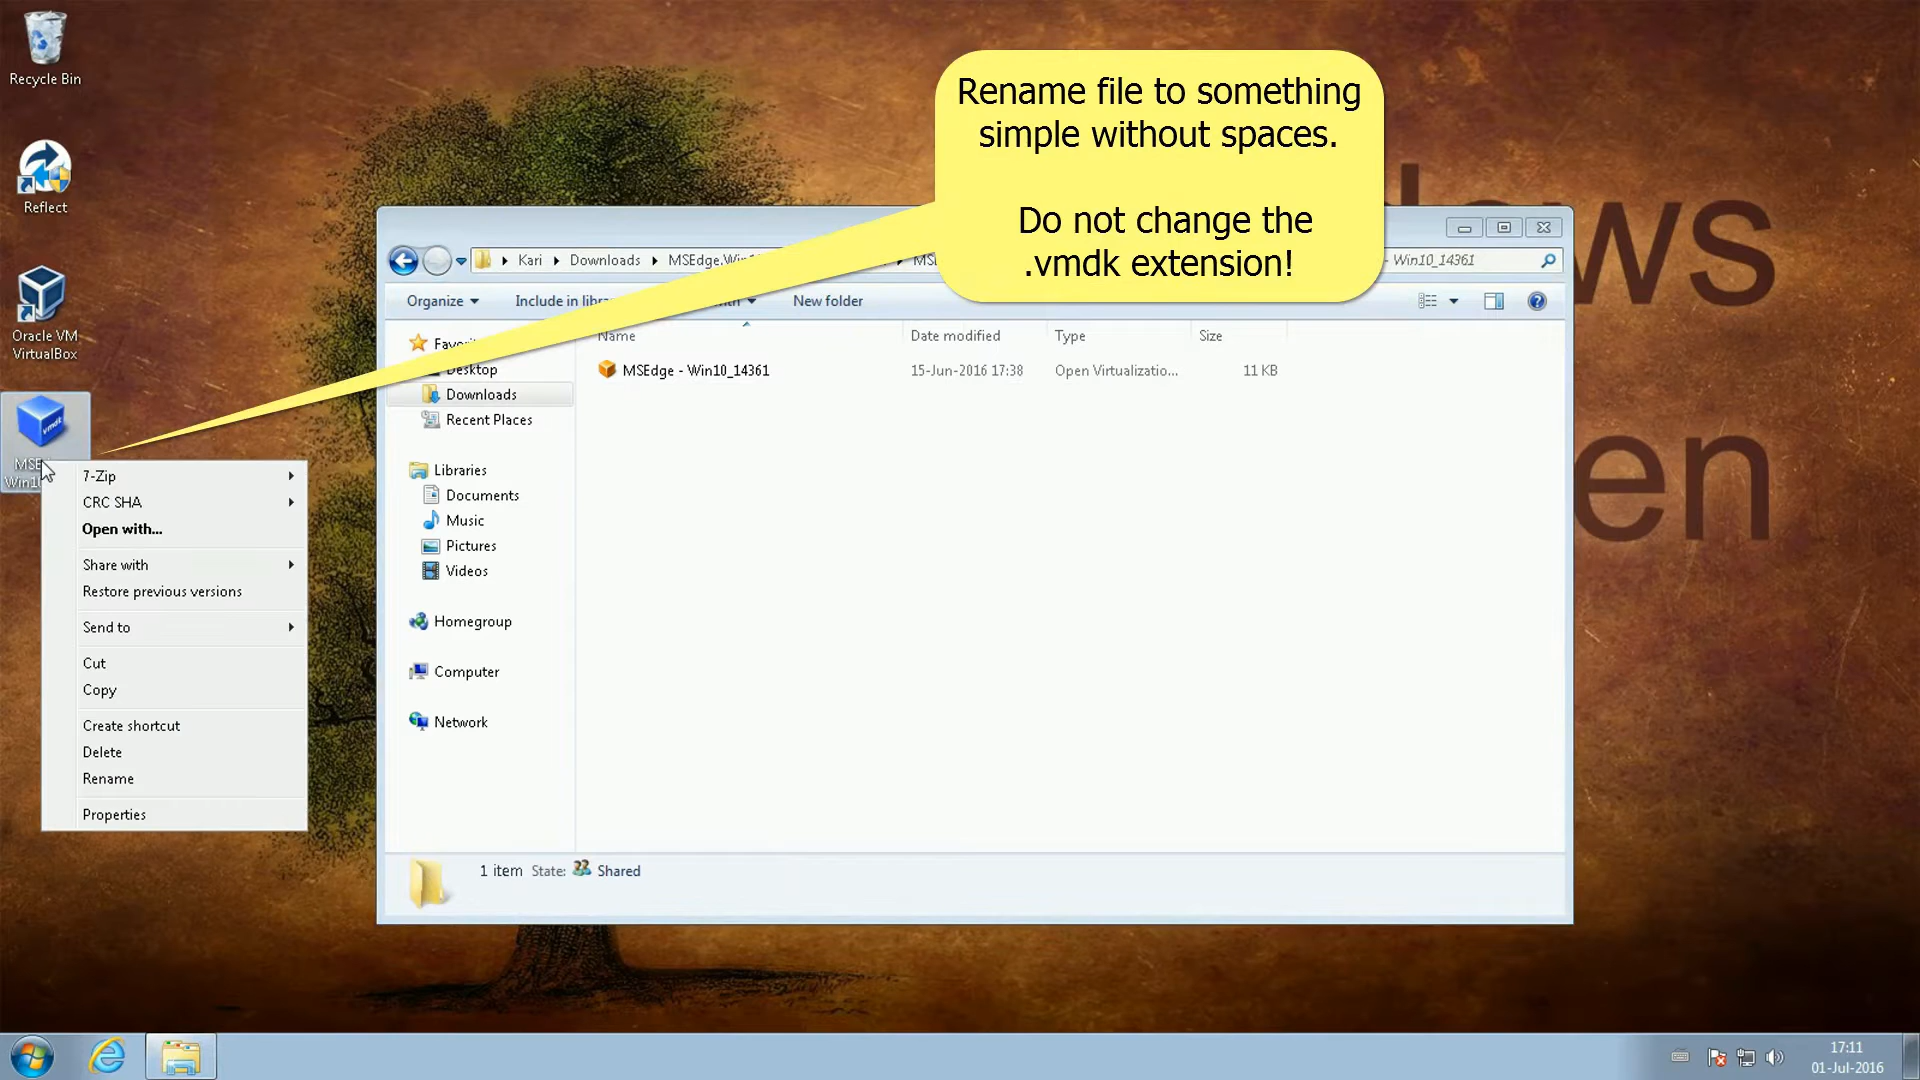 Recycle Bin
Reflect
Oracle VM
VirtualBox
Rename file to something
simple without spaces.
Do not change the
.vmdk extension!
Kari
Downloads
- Win10_14361
Organize
New folder
Name
Date modified
Type
Size
MSEdge - Win10_14361
15-Jun-2016 17:38
Open Virtualizatio...
11 KB
Desktop
Downloads
Recent Places
Libraries
Documents
Music
Pictures
Videos
Homegroup
Computer
Network
1 item State: Shared
7-Zip
CRC SHA
Open with...
Share with
Restore previous versions
Send to
Cut
Copy
Create shortcut
Delete
Rename
Properties
17:11
01-Jul-2016